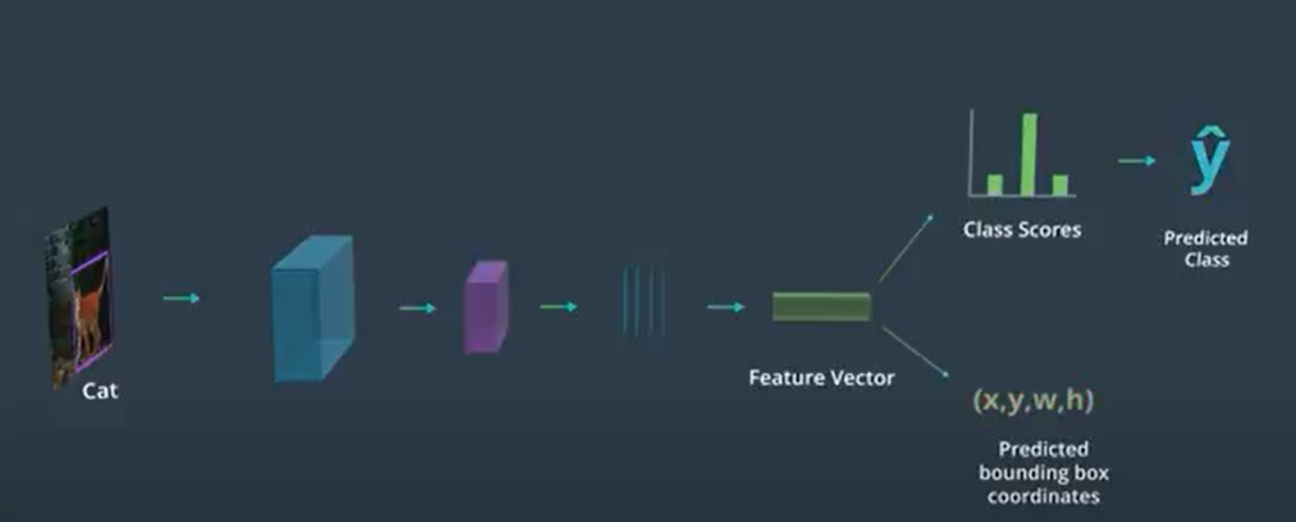 Cat
Feature Vector
Class Scores
ŷ
Predicted
Class
(x,y,w,h)
Predicted
bounding box
coordinates